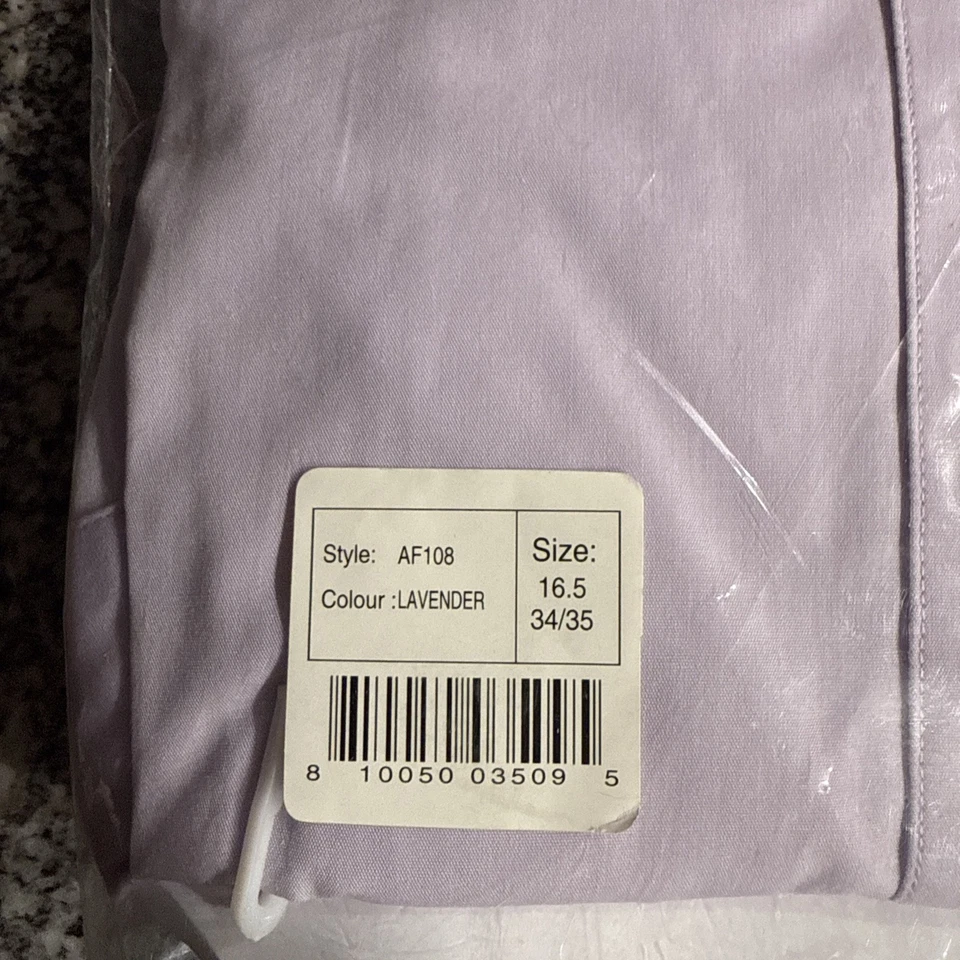 Style: AF108
Colour :LAVENDER
Size:
16.5
34/35
8 10050 03509 5